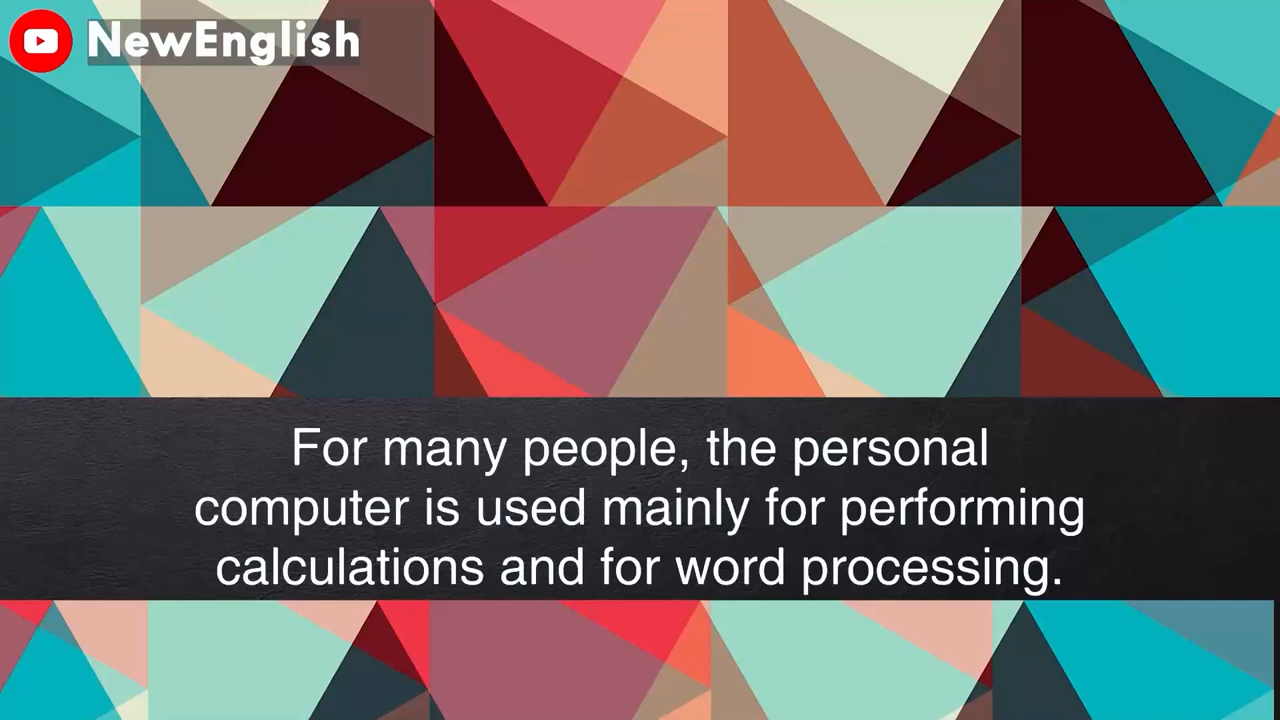 NewEnglish
For many people, the personal
computer is used mainly for performing
calculations and for word processing.